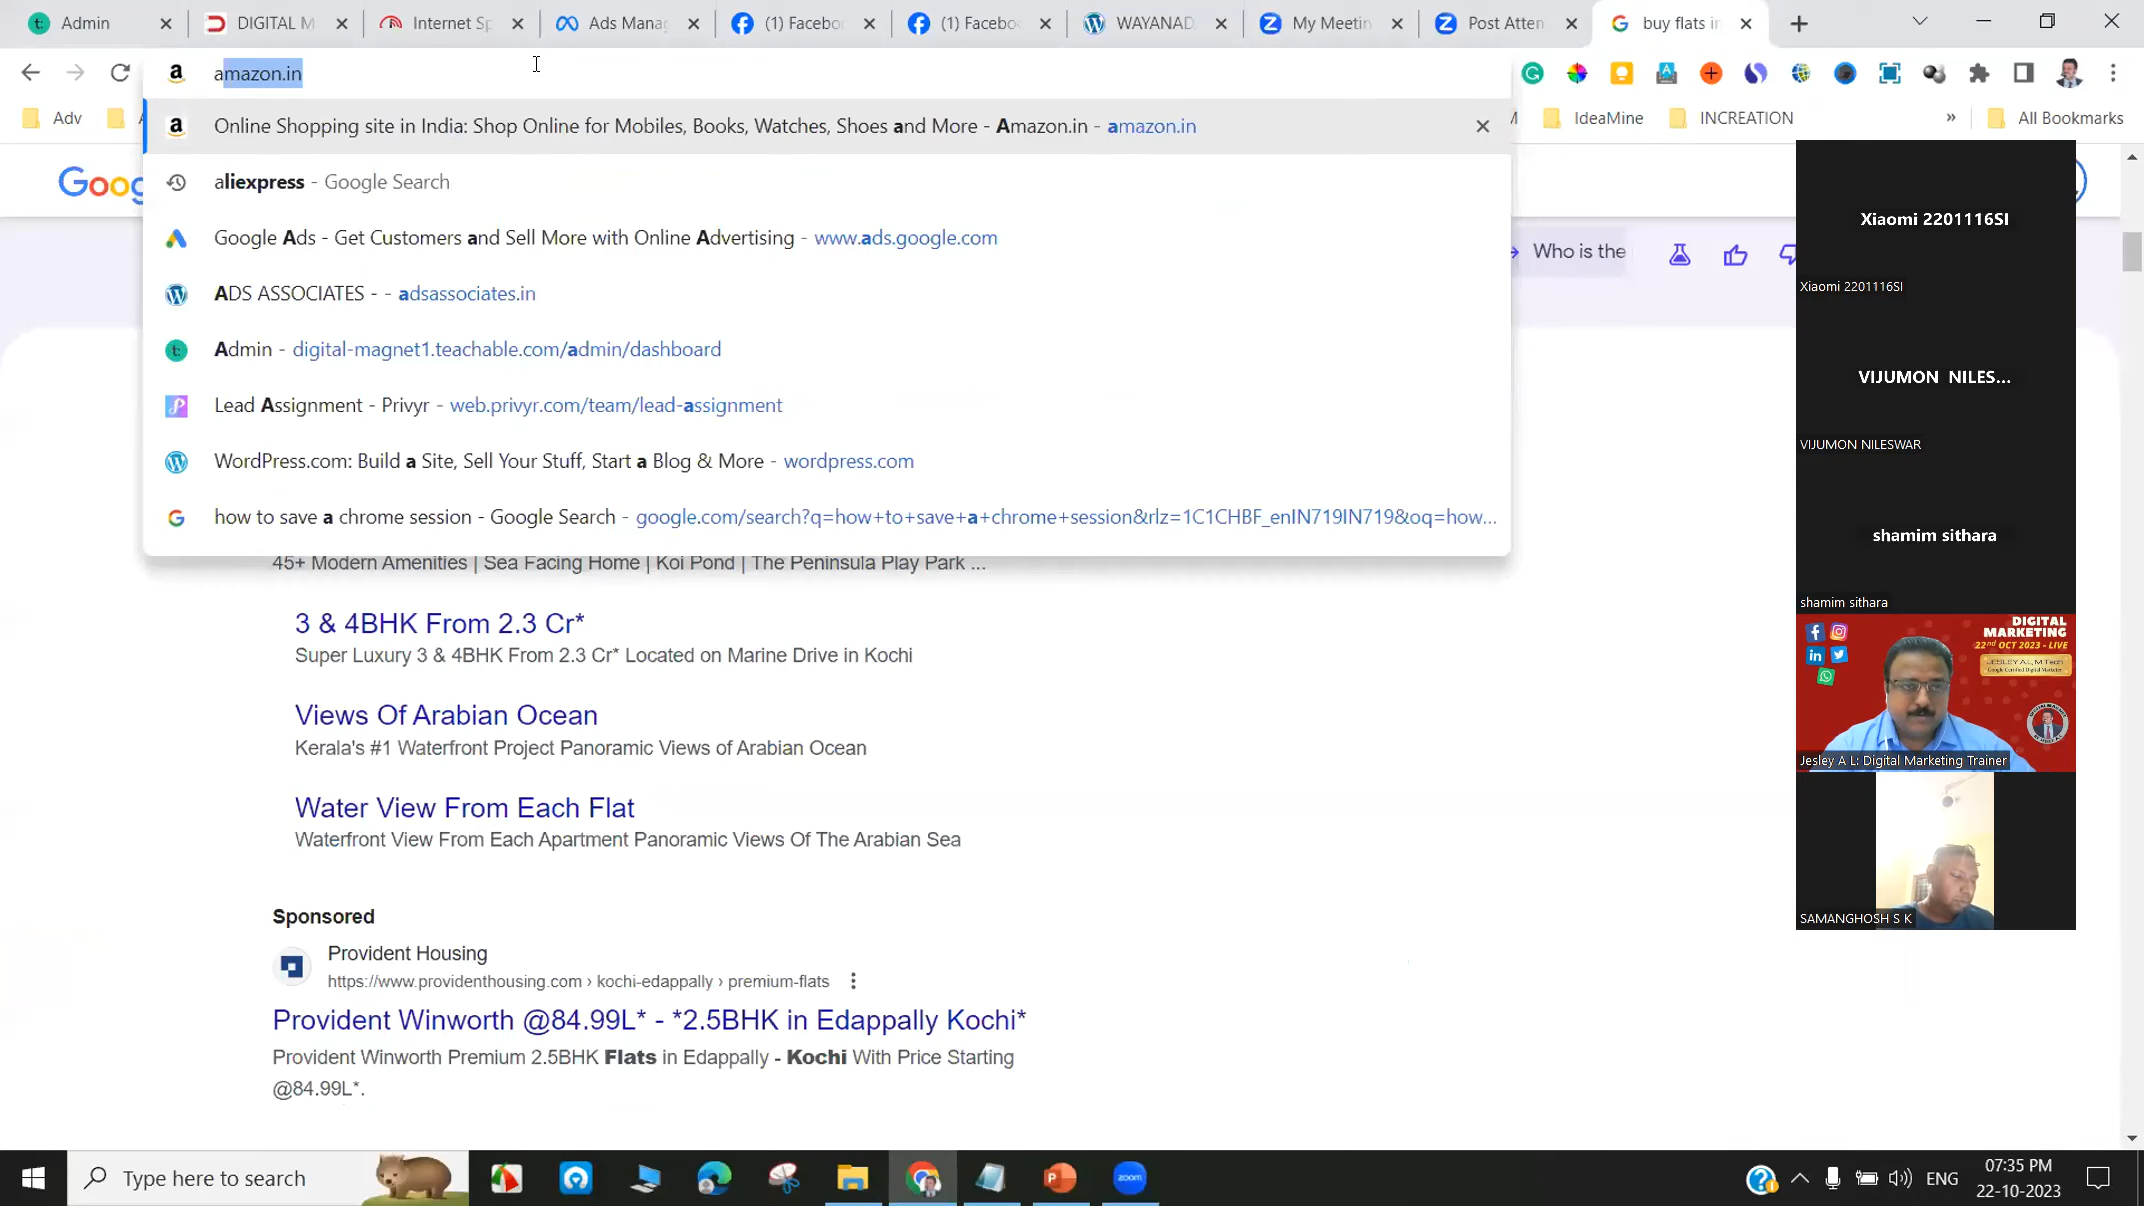 Admin
DIGITAL M
Internet Sp
Ads Manag
(1) Facebo
(1) Facebo
WAYANAD
My Meetin
Post Atten
buy flats in
amazon.in
Adv
IdeaMine
INCREATION
»
All Bookmarks
Online Shopping site in India: Shop Online for Mobiles, Books, Watches, Shoes and More - Amazon.in - amazon.in
aliexpress - Google Search
Google Ads - Get Customers and Sell More with Online Advertising - www.ads.google.com
ADS ASSOCIATES - - adsassociates.in
Admin - digital-magnet1.teachable.com/admin/dashboard
Lead Assignment - Privyr - web.privyr.com/team/lead-assignment
WordPress.com: Build a Site, Sell Your Stuff, Start a Blog & More - wordpress.com
how to save a chrome session - Google Search - google.com/search?q=how+to+save+a+chrome+session&rlz=1C1CHBF_enIN719IN719&oq=how...
Goog
Who is the
45+ Modern Amenities | Sea Facing Home | Koi Pond | The Peninsula Play Park ...
3 & 4BHK From 2.3 Cr*
Super Luxury 3 & 4BHK From 2.3 Cr* Located on Marine Drive in Kochi
Views Of Arabian Ocean
Kerala's #1 Waterfront Project Panoramic Views of Arabian Ocean
Water View From Each Flat
Waterfront View From Each Apartment Panoramic Views Of The Arabian Sea
Sponsored
Provident Housing
https://www.providenthousing.com › kochi-edappally › premium-flats
Provident Winworth @84.99L* - *2.5BHK in Edappally Kochi*
Provident Winworth Premium 2.5BHK Flats in Edappally - Kochi With Price Starting
@84.99L*.
Xiaomi 2201116SI
Xiaomi 2201116SI
VIJUMON NILES...
VIJUMON NILESWAR
shamim sithara
shamim sithara
DIGITAL
MARKETING
22nd OCT 2023 - LIVE
JESLEY A.L, M.Tech
Google Certified Digital Marketer
Jesley A L: Digital Marketing Trainer
SAMANGHOSH S K
Type here to search
zoom
ENG
07:35 PM
22-10-2023